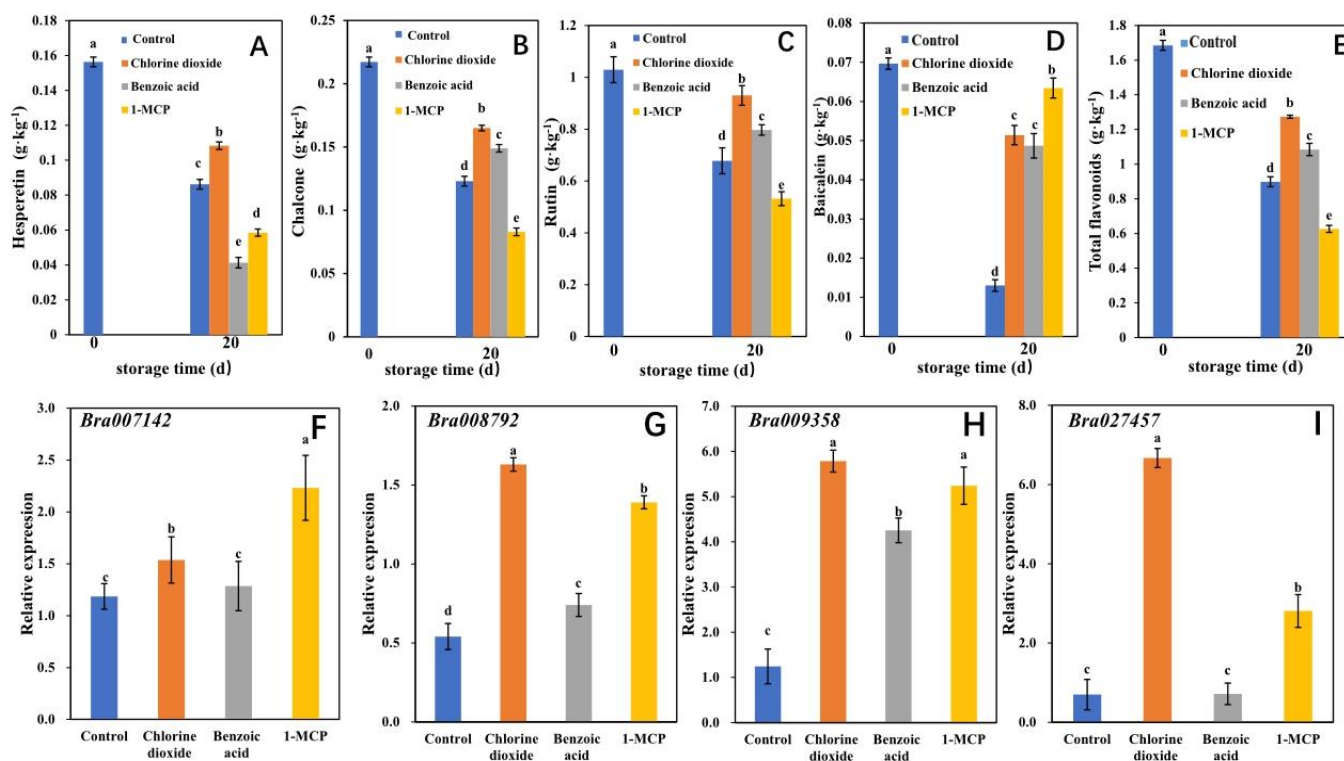 A
Hesperetin (g·kg⁻¹)
0.18
0.16
0.14
0.12
0.1
0.08
0.06
0.04
0.02
0
a
c
b
e
d
Control
Chlorine dioxide
Benzoic acid
1-MCP
0 20
storage time (d)
B
Chalcone (g·kg⁻¹)
0.25
0.2
0.15
0.1
0.05
0
a
d
b
c
e
Control
Chlorine dioxide
Benzoic acid
1-MCP
0 20
storage time (d)
C
Rutin (g·kg⁻¹)
1.2
1
0.8
0.6
0.4
0.2
0
a
d
b
c
e
Control
Chlorine dioxide
Benzoic acid
1-MCP
0 20
storage time (d)
D
Baicalein (g·kg⁻¹)
0.08
0.07
0.06
0.05
0.04
0.03
0.02
0.01
0
a
d
c
c
b
Control
Chlorine dioxide
Benzoic acid
1-MCP
0 20
storage time (d)
E
Total flavonoids (g·kg⁻¹)
1.8
1.6
1.4
1.2
1
0.8
0.6
0.4
0.2
0
a
d
b
c
e
Control
Chlorine dioxide
Benzoic acid
1-MCP
0 20
storage time (d)
Bra007142
F
Relative expreesion
3.0
2.5
2.0
1.5
1.0
0.5
0.0
c
b
c
a
Control Chlorine Benzoic 1-MCP
dioxide acid
Bra008792
G
Relative expreesion
2.0
1.5
1.0
0.5
0.0
d
a
c
b
Control Chlorine Benzoic 1-MCP
dioxide acid
Bra009358
H
Relative expreesion
7.0
6.0
5.0
4.0
3.0
2.0
1.0
0.0
c
a
b
a
Control Chlorine Benzoic 1-MCP
dioxide acid
Bra027457
I
Relative expreesion
8.0
6.0
4.0
2.0
0.0
c
a
c
b
Control Chlorine Benzoic 1-MCP
dioxide acid